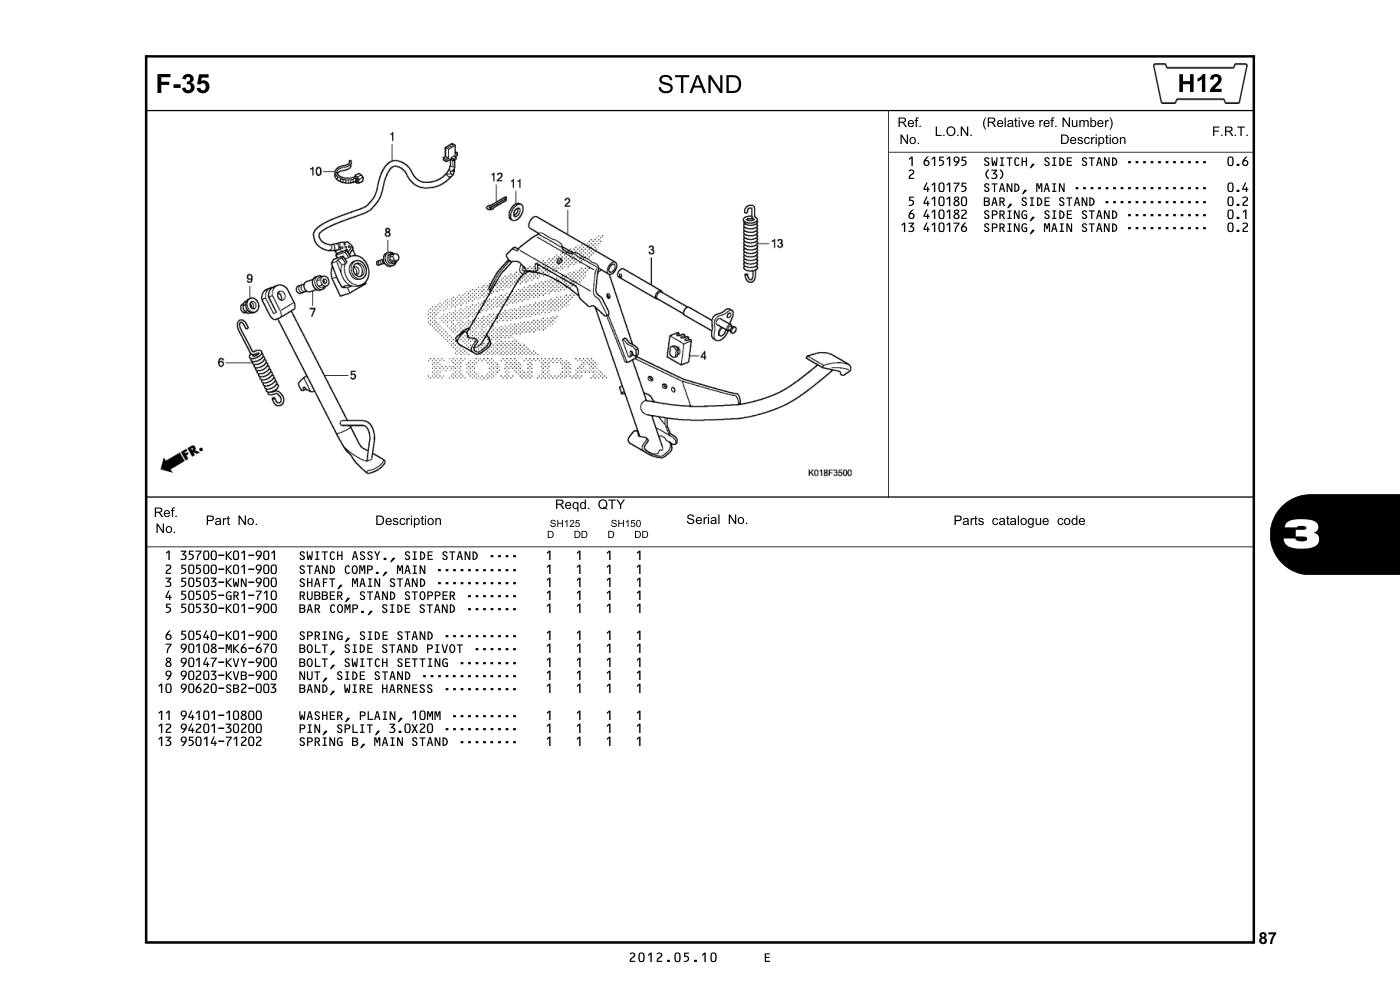 F-35
STAND
H12
1
10
12
11
2
8
3
13
9
7
4
6
5
HONDA
FR.
K018F3500
Ref. No. L.O.N. (Relative ref. Number) Description F.R.T.
1 615195 SWITCH, SIDE STAND ----------- 0.6
2 (3)
410175 STAND, MAIN ------------------ 0.4
5 410180 BAR, SIDE STAND -------------- 0.2
6 410182 SPRING, SIDE STAND ----------- 0.1
13 410176 SPRING, MAIN STAND ----------- 0.2
Ref. No. Part No. Description Reqd. QTY Serial No. Parts catalogue code
SH125 SH150
D DD D DD
1 35700-K01-901 SWITCH ASSY., SIDE STAND ---- 1 1 1 1
2 50500-K01-900 STAND COMP., MAIN ----------- 1 1 1 1
3 50503-KWN-900 SHAFT, MAIN STAND ----------- 1 1 1 1
4 50505-GR1-710 RUBBER, STAND STOPPER ------- 1 1 1 1
5 50530-K01-900 BAR COMP., SIDE STAND ------- 1 1 1 1
6 50540-K01-900 SPRING, SIDE STAND ---------- 1 1 1 1
7 90108-MK6-670 BOLT, SIDE STAND PIVOT ------ 1 1 1 1
8 90147-KVY-900 BOLT, SWITCH SETTING -------- 1 1 1 1
9 90203-KVB-900 NUT, SIDE STAND ------------- 1 1 1 1
10 90620-SB2-003 BAND, WIRE HARNESS ---------- 1 1 1 1
11 94101-10800 WASHER, PLAIN, 10MM --------- 1 1 1 1
12 94201-30200 PIN, SPLIT, 3.0X20 ---------- 1 1 1 1
13 95014-71202 SPRING B, MAIN STAND -------- 1 1 1 1
3
87
2012.05.10 E